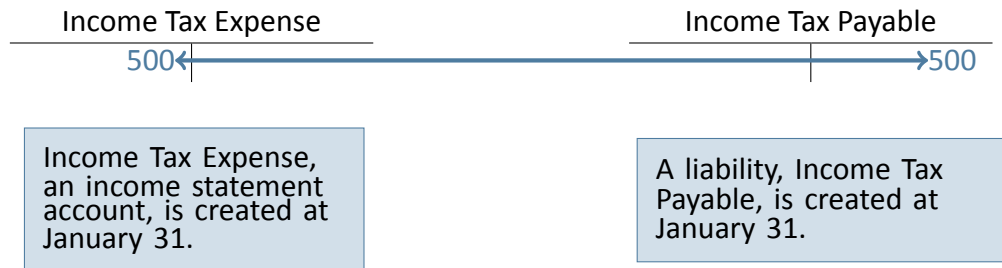 Income Tax Expense
Income Tax Payable
500
500
Income Tax Expense,
an income statement
account, is created at
January 31.
A liability, Income Tax
Payable, is created at
January 31.